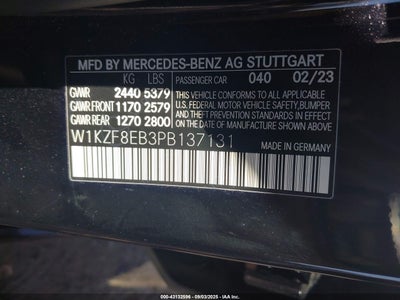 MFD BY MERCEDES-BENZ AG STUTTGART
KG LBS PASSENGER CAR 040 02/23
GAWR 2440 5379 THIS VEHICLE CONFORMS TO ALL APPLICABLE
GAWR FRONT 1170 2579 U.S. FEDERAL MOTOR VEHICLE SAFETY, BUMPER
GAWR REAR 1270 2800 AND THEFT PREVENTION STANDARDS IN EFFECT
ON THE DATE OF MANUFACTURE SHOWN ABOVE.
W1KZF8EB3PB137131
MADE IN GERMANY
00-43132596 - 09/03/2025 - IAA Inc.